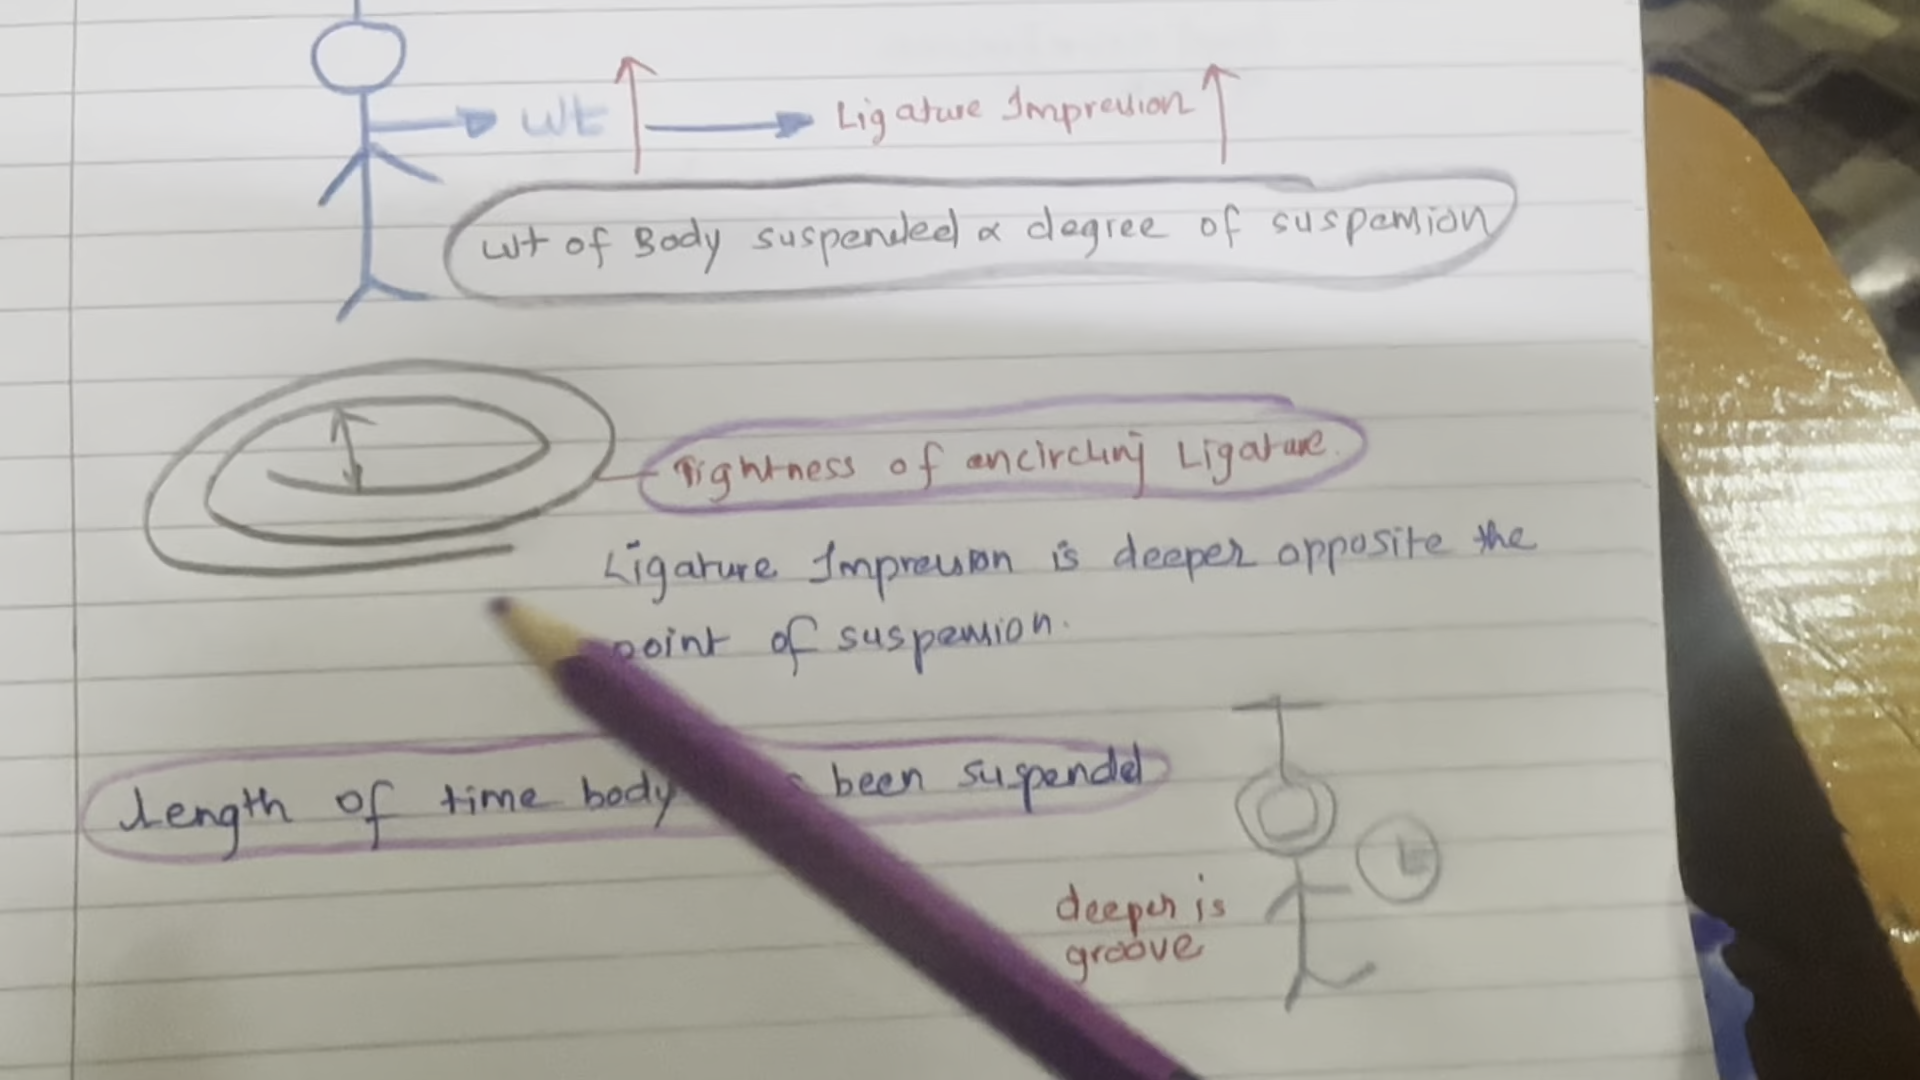 Wt ↑ → Ligature Impression ↑
Wt of Body suspended ∝ degree of suspension
Tightness of encircling Ligature.
Ligature Impression is deeper opposite the
point of suspension.
Length of time body been suspended
deeper is
groove